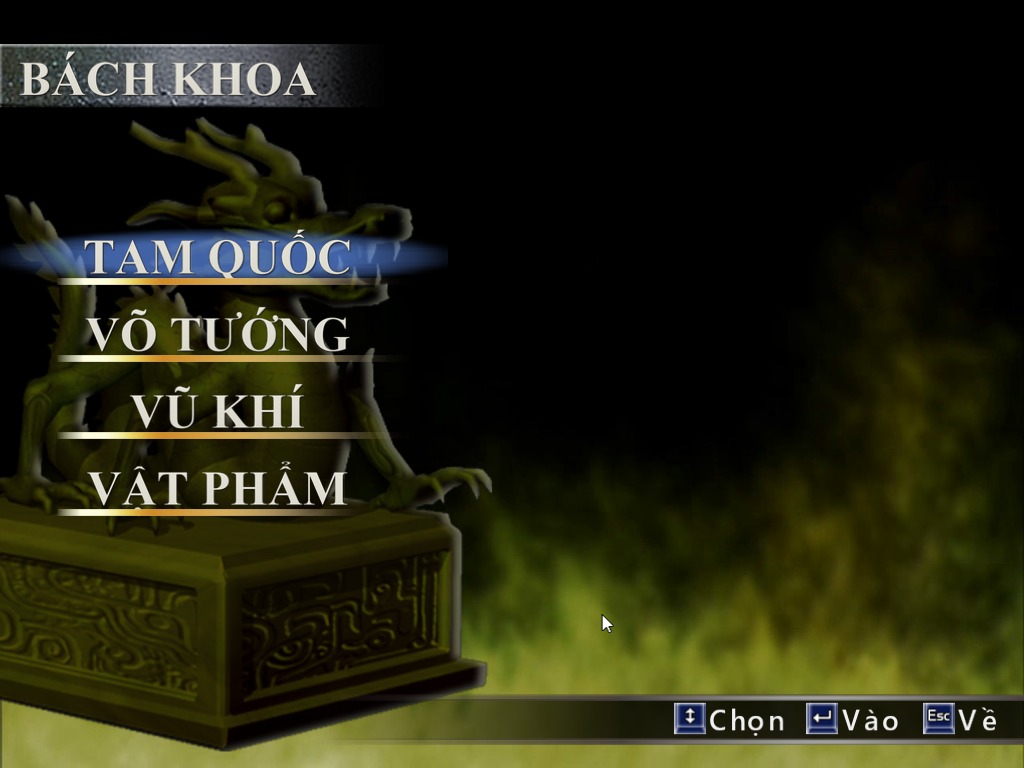 BÁCH KHOA
TAM QUỐC
VÕ TƯỚNG
VŨ KHÍ
VẬT PHẨM
Chọn Vào Esc Về